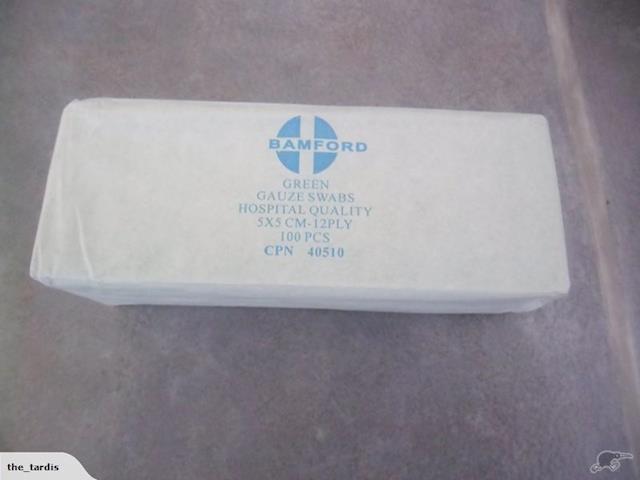 BAMFORD
GREEN
GAUZE SWABS
HOSPITAL QUALITY
5X5 CM-12PLY
100 PCS
CPN 40510
the_tardis